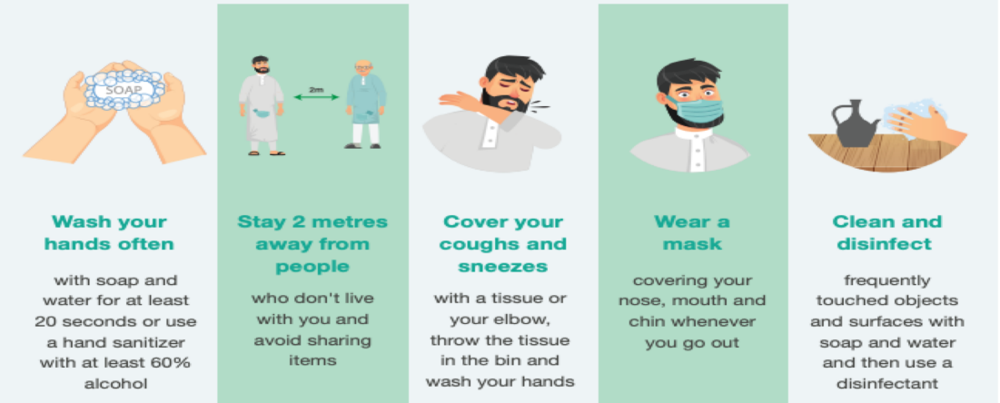 SOAP
Wash your
hands often
with soap and
water for at least
20 seconds or use
a hand sanitizer
with at least 60%
alcohol
2m
Stay 2 metres
away from
people
who don't live
with you and
avoid sharing
items
Cover your
coughs and
sneezes
with a tissue or
your elbow,
throw the tissue
in the bin and
wash your hands
Wear a
mask
covering your
nose, mouth and
chin whenever
you go out
Clean and
disinfect
frequently
touched objects
and surfaces with
soap and water
and then use a
disinfectant